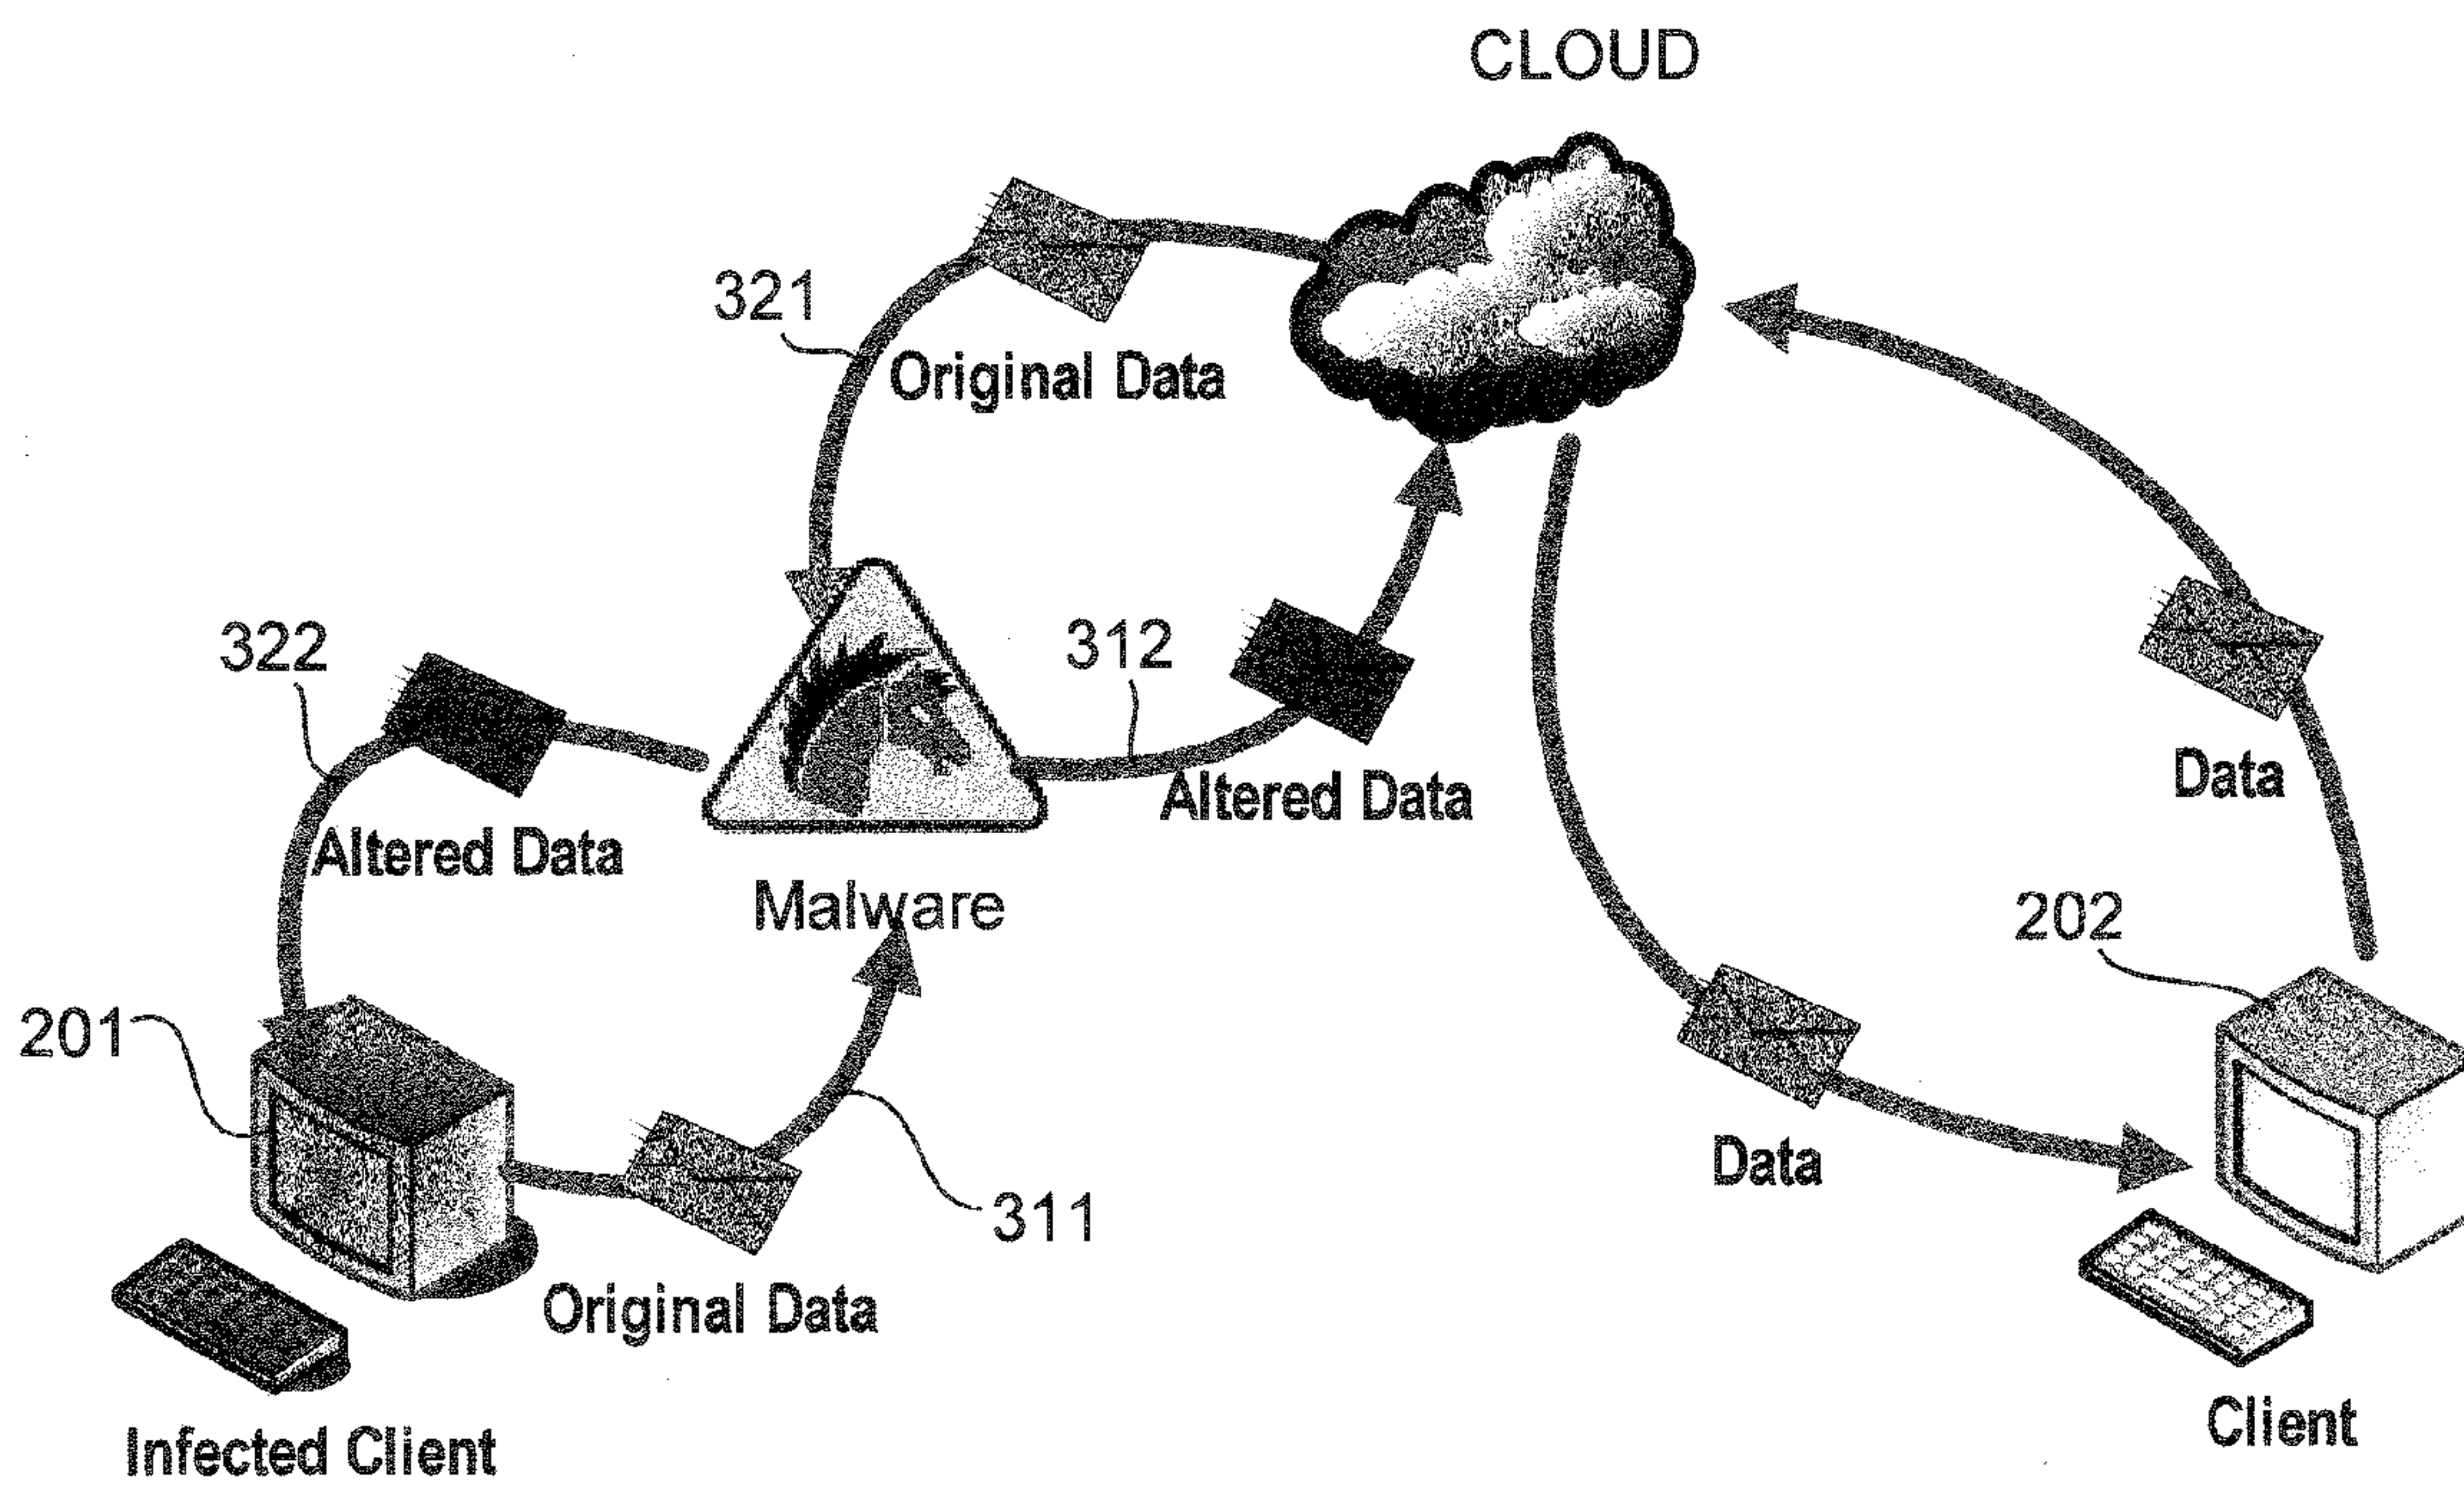 CLOUD
321
Original Data
322
312
Altered Data
Data
Altered Data
Malware
202
201
Data
311
Original Data
Client
Infected Client